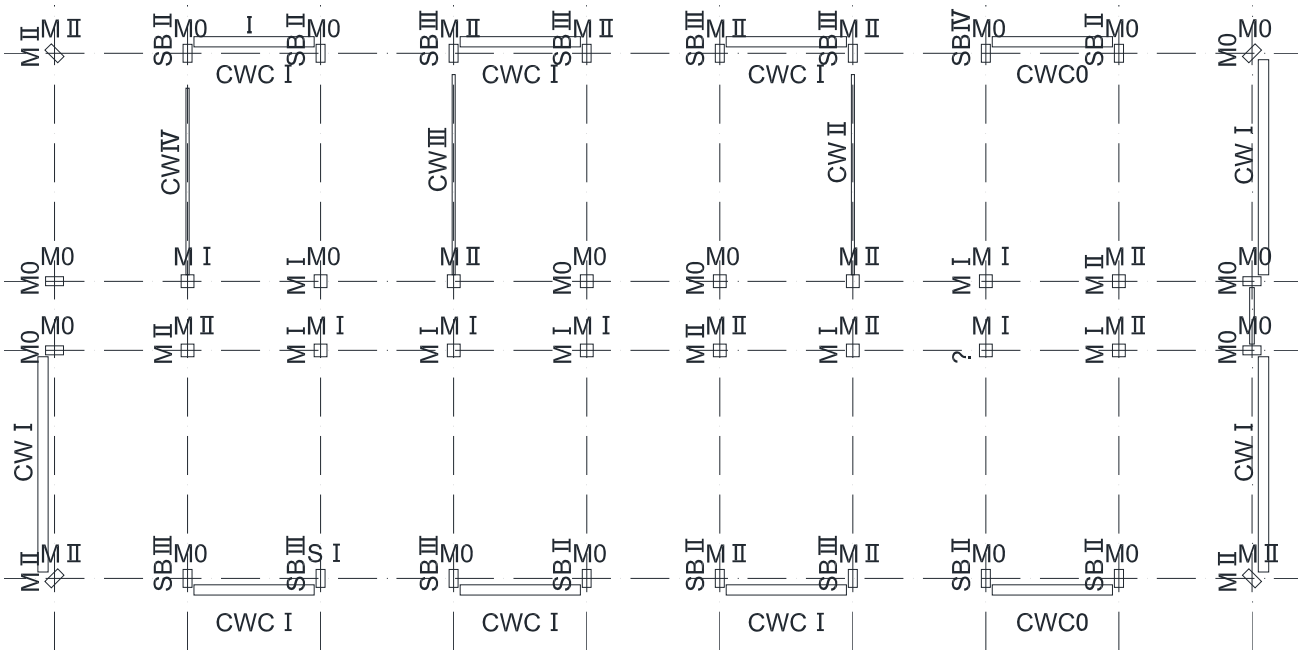 MⅡ MⅡ SBⅡ M0 Ⅰ SBⅡ M0 SBⅢ MⅡ SBⅢ MⅡ SBⅢ MⅡ SBⅢ MⅡ SBⅣ M0 SBⅡ M0 M0 M0
CWCⅠ CWCⅠ CWCⅠ CWC0
CWⅣ CWⅢ CWⅡ CWⅠ
M0 M0 MⅠ MⅠ M0 MⅡ M0 M0 M0 M0 MⅡ MⅠ MⅠ MⅡ MⅡ M0 M0
M0 M0 MⅡ MⅡ MⅠ MⅠ MⅠ MⅠ MⅠ MⅠ MⅡ MⅡ MⅠ MⅡ ? MⅠ MⅠ MⅡ M0 M0
CWⅠ CWⅠ
MⅡ MⅡ SBⅢ M0 SBⅢ SⅠ SBⅢ M0 SBⅡ M0 SBⅡ MⅡ SBⅢ MⅡ SBⅡ M0 SBⅡ M0 MⅡ MⅡ
CWCⅠ CWCⅠ CWCⅠ CWC0